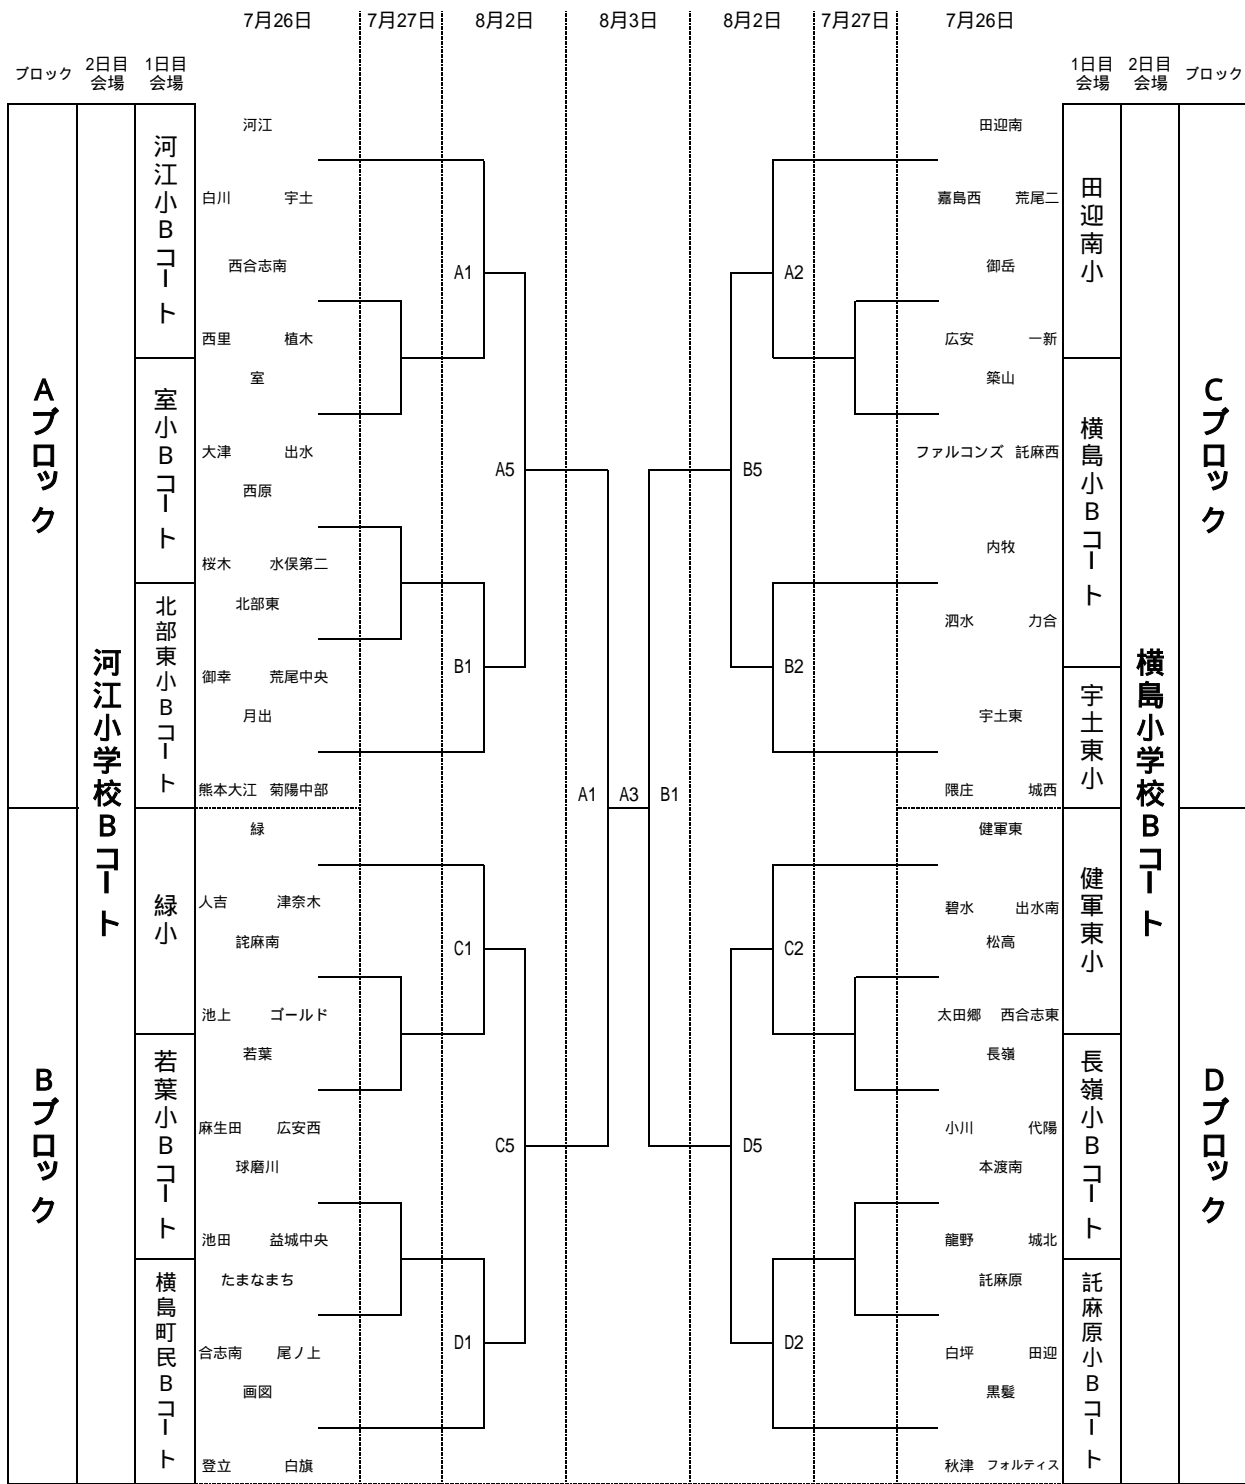 7月26日 7月27日 8月2日 8月3日 8月2日 7月27日 7月26日
ブロック 2日目 1日目 1日目 2日目 ブロック
会場 会場 会場 会場
Aブロック
Bブロック
河江小学校Bコート
河江小Bコート
室小Bコート
北部東小Bコート
緑小
若葉小Bコート
横島町民Bコート
河江
白川 宇土
西合志南
西里 植木
室
大津 出水
西原
桜木 水俣第二
北部東
御幸 荒尾中央
月出
熊本大江 菊陽中部
緑
人吉 津奈木
詫麻南
池上 ゴールド
若葉
麻生田 広安西
球磨川
池田 益城中央
たまなまち
合志南 尾ノ上
画図
登立 白旗
A1
A5
B1
C1
C5
D1
A1 A3 B1
A2
B5
B2
C2
D5
D2
田迎南
嘉島西 荒尾二
御岳
広安 一新
築山
ファルコンズ 託麻西
内牧
泗水 力合
宇土東
隈庄 城西
健軍東
碧水 出水南
松高
太田郷 西合志東
長嶺
小川 代陽
本渡南
龍野 城北
託麻原
白坪 田迎
黒髪
秋津 フォルティス
田迎南小
横島小Bコート
宇土東小
健軍東小
長嶺小Bコート
託麻原小Bコート
横島小学校Bコート
Cブロック
Dブロック